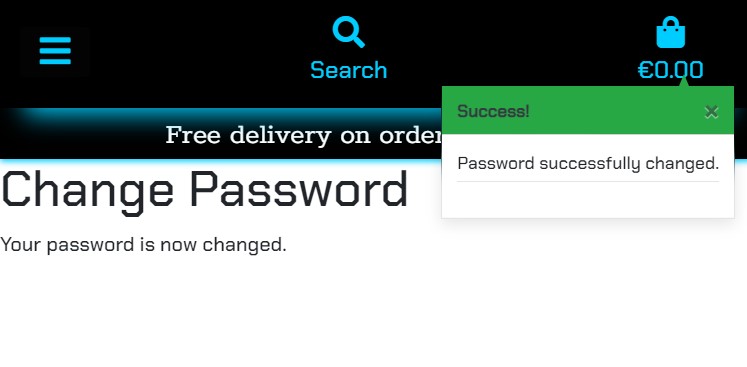 Search
€0.00
Success!
×
Password successfully changed.
Free delivery on order
Change Password
Your password is now changed.